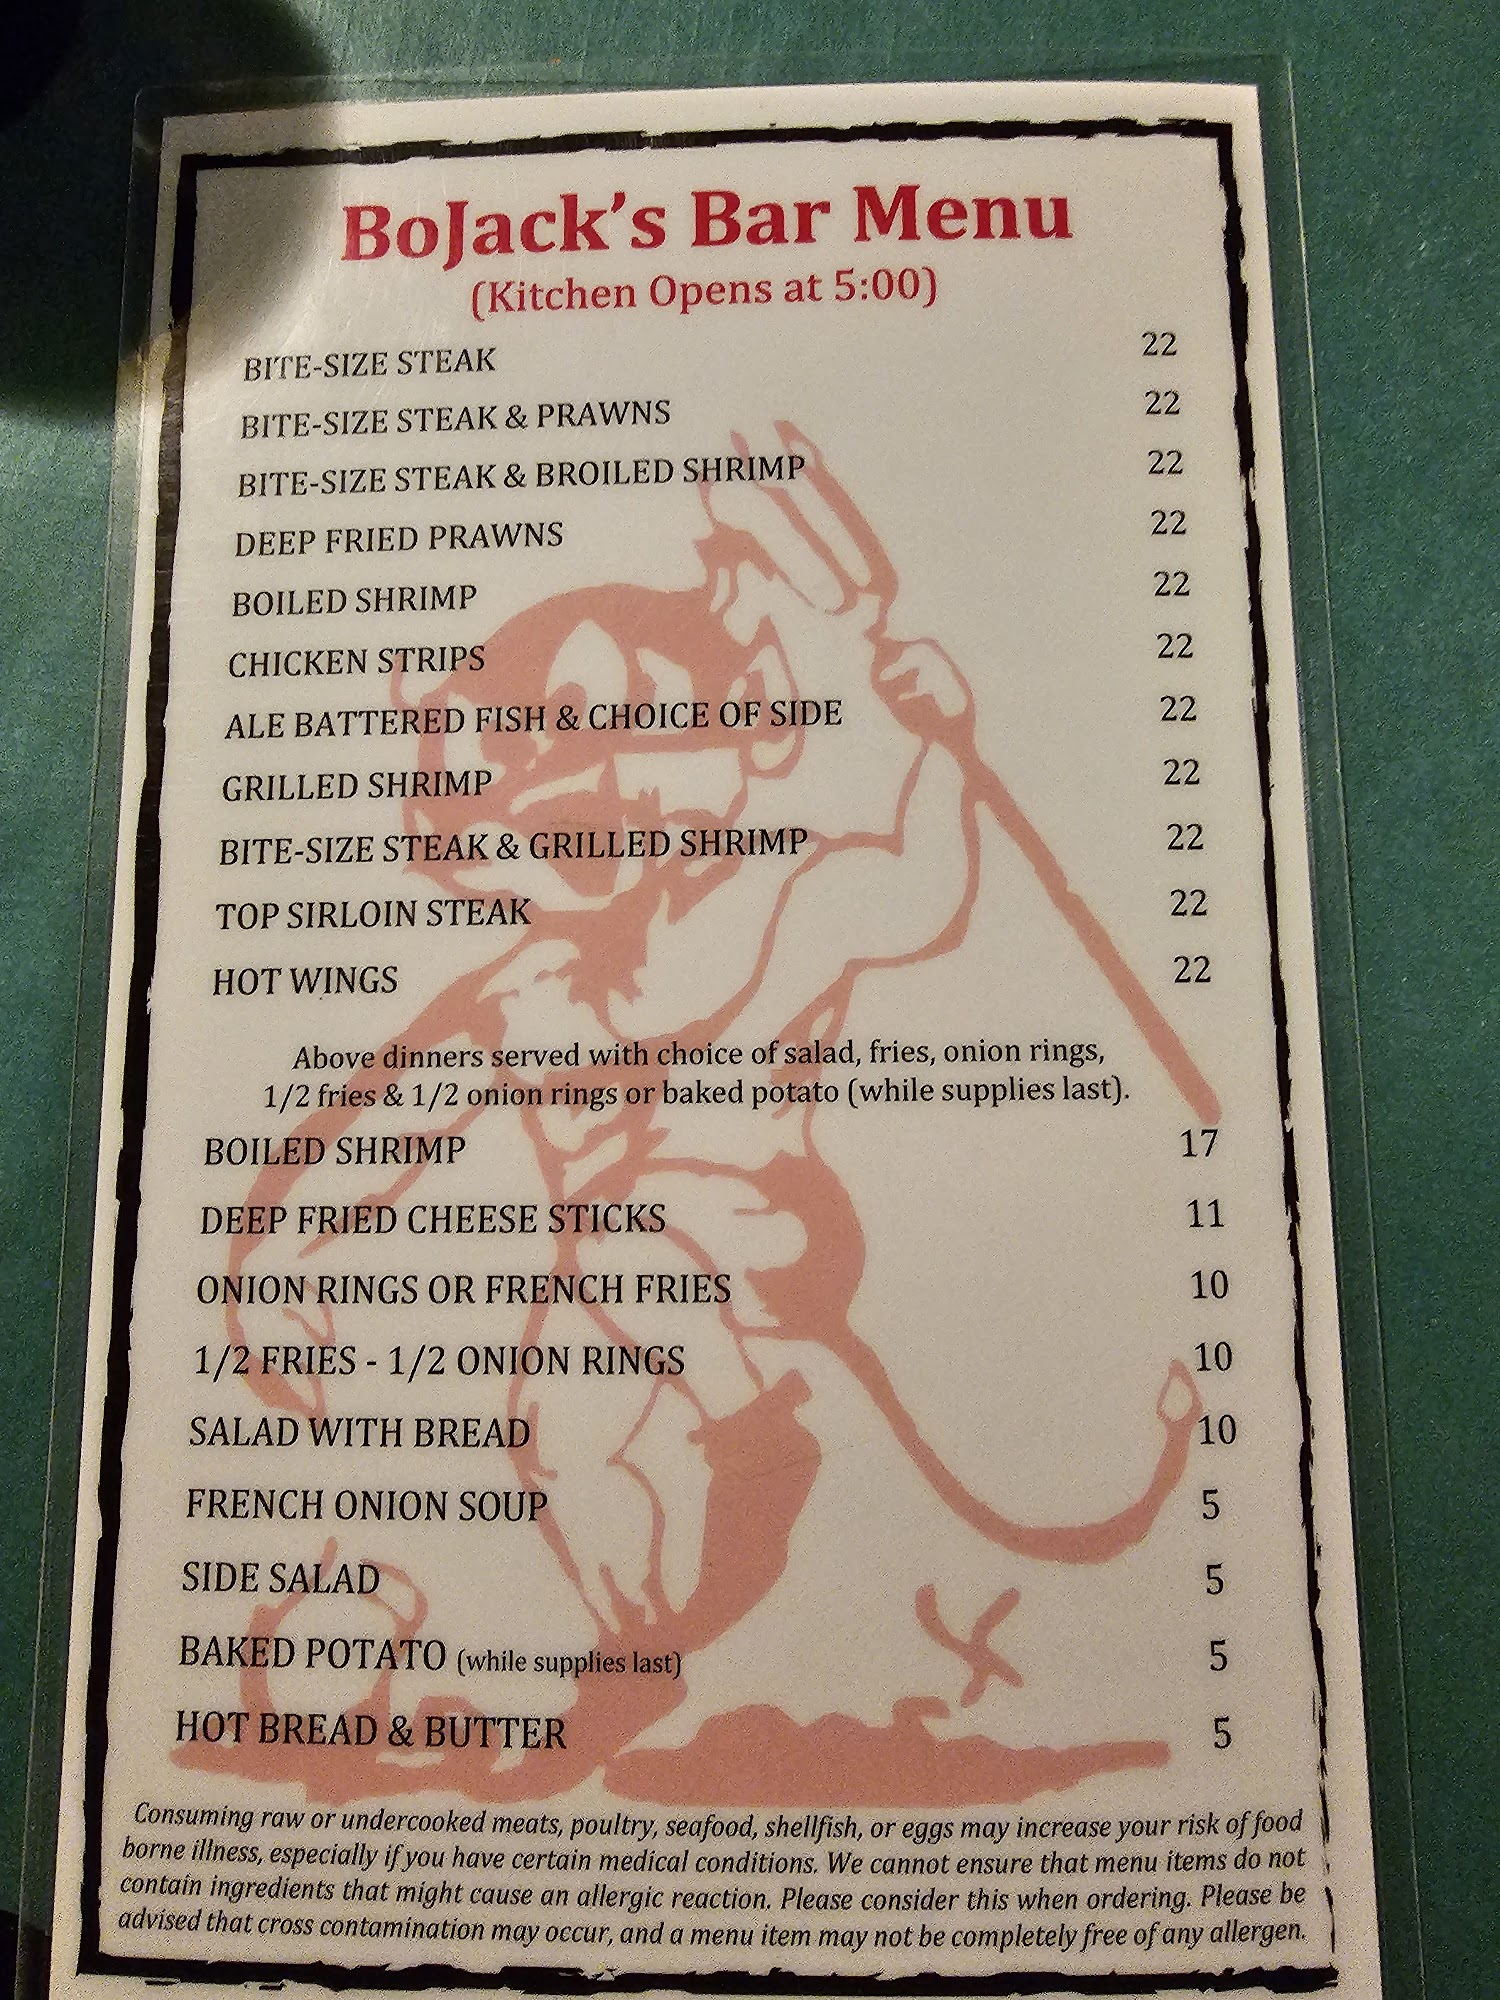 BoJack's Bar Menu
(Kitchen Opens at 5:00)
BITE-SIZE STEAK 22
BITE-SIZE STEAK & PRAWNS 22
BITE-SIZE STEAK & BROILED SHRIMP 22
DEEP FRIED PRAWNS 22
BOILED SHRIMP 22
CHICKEN STRIPS 22
ALE BATTERED FISH & CHOICE OF SIDE 22
GRILLED SHRIMP 22
BITE-SIZE STEAK & GRILLED SHRIMP 22
TOP SIRLOIN STEAK 22
HOT WINGS 22
Above dinners served with choice of salad, fries, onion rings,
1/2 fries & 1/2 onion rings or baked potato (while supplies last).
BOILED SHRIMP 17
DEEP FRIED CHEESE STICKS 11
ONION RINGS OR FRENCH FRIES 10
1/2 FRIES - 1/2 ONION RINGS 10
SALAD WITH BREAD 10
FRENCH ONION SOUP 5
SIDE SALAD 5
BAKED POTATO (while supplies last) 5
HOT BREAD & BUTTER 5
Consuming raw or undercooked meats, poultry, seafood, shellfish, or eggs may increase your risk of food
borne illness, especially if you have certain medical conditions. We cannot ensure that menu items do not
contain ingredients that might cause an allergic reaction. Please consider this when ordering. Please be
advised that cross contamination may occur, and a menu item may not be completely free of any allergen.